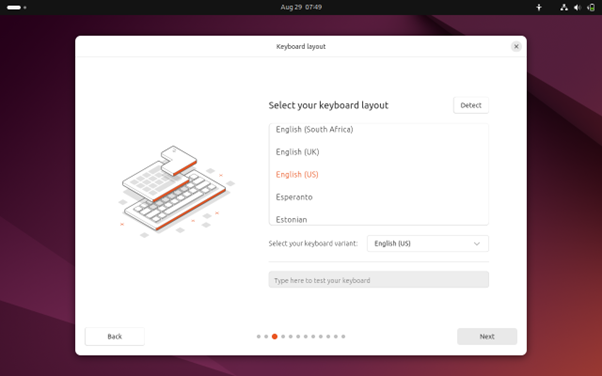 Aug 29 07:49
Keyboard layout
Select your keyboard layout
Detect
English (South Africa)
English (UK)
English (US)
Esperanto
Estonian
Select your keyboard variant:
English (US)
Type here to test your keyboard
Back
Next